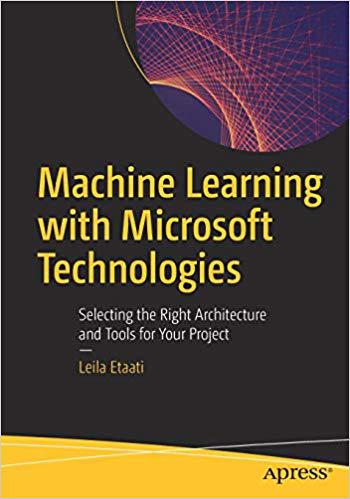 Machine Learning
with Microsoft
Technologies
Selecting the Right Architecture
and Tools for Your Project
—
Leila Etaati
Apress®